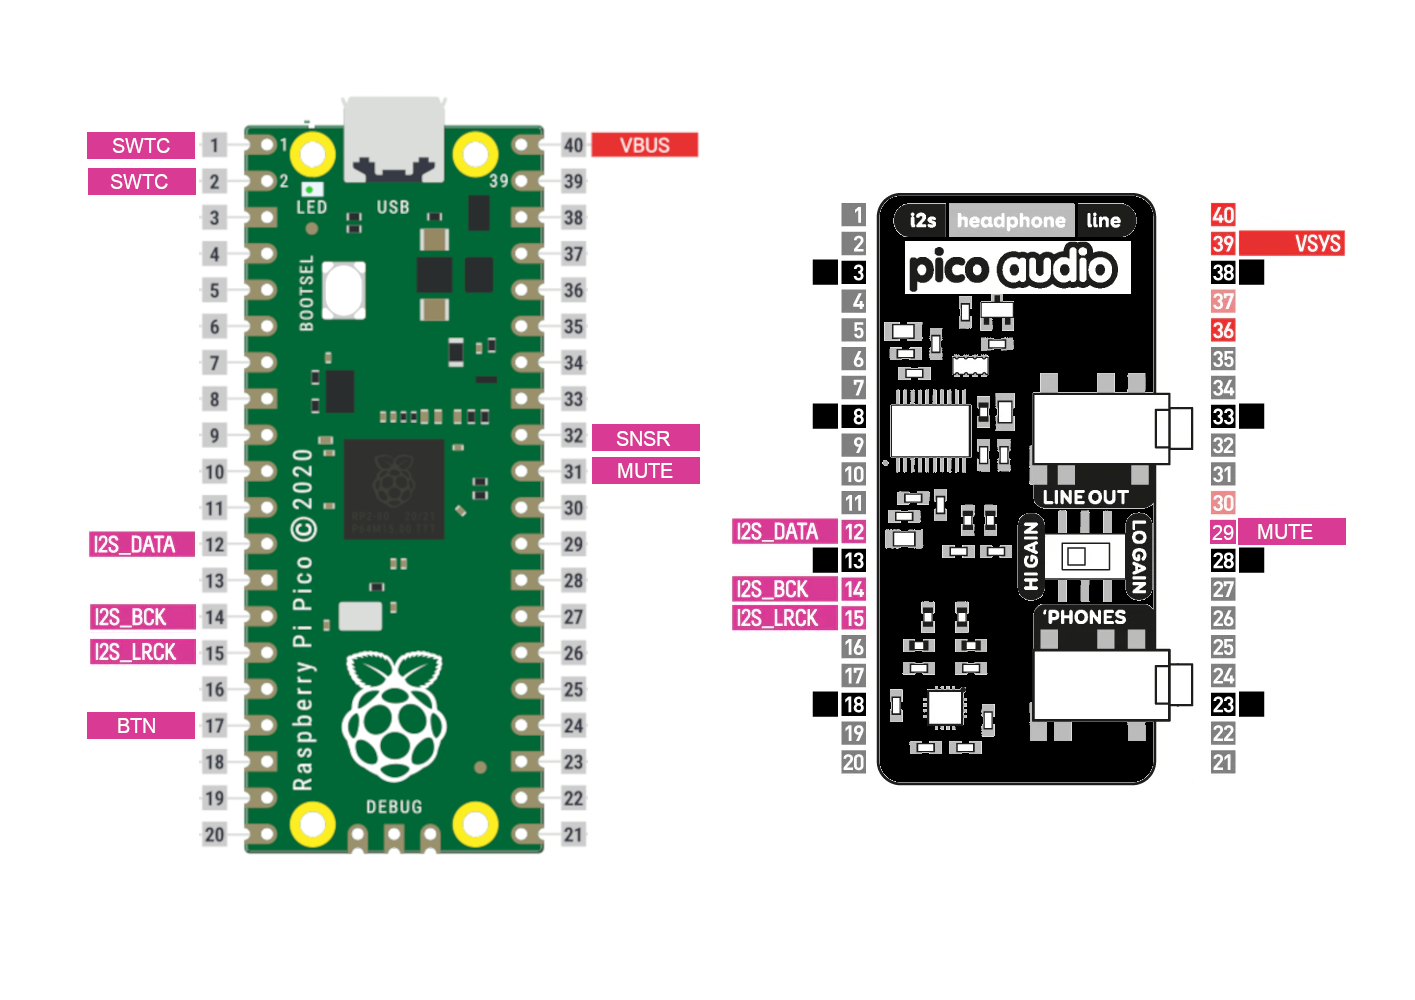 SWTC 1
SWTC 2
3
4
5
6
7
8
9
10
11
I2S_DATA 12
13
I2S_BCK 14
I2S_LRCK 15
16
BTN 17
18
19
20
1
2
39
LED
USB
BOOTSEL
Raspberry Pi Pico © 2020
DEBUG
40 VBUS
39
38
37
36
35
34
33
32 SNSR
31 MUTE
30
29
28
27
26
25
24
23
22
21
1
2
3
4
5
6
7
8
9
10
11
I2S_DATA 12
13
I2S_BCK 14
I2S_LRCK 15
16
17
18
19
20
i2s headphone line
pico audio
LINE OUT
HI GAIN
LO GAIN
'PHONES
40
39 VSYS
38
37
36
35
34
33
32
31
30
29 MUTE
28
27
26
25
24
23
22
21